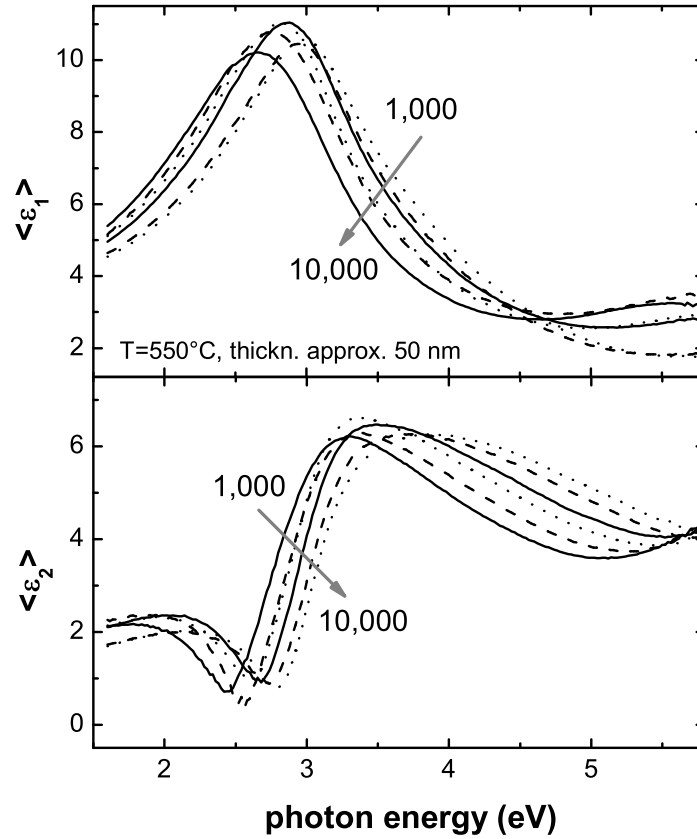 10
8
6
4
2
<ε1>
1,000
10,000
T=550°C, thickn. approx. 50 nm
6
4
2
0
<ε2>
1,000
10,000
2 3 4 5
photon energy (eV)